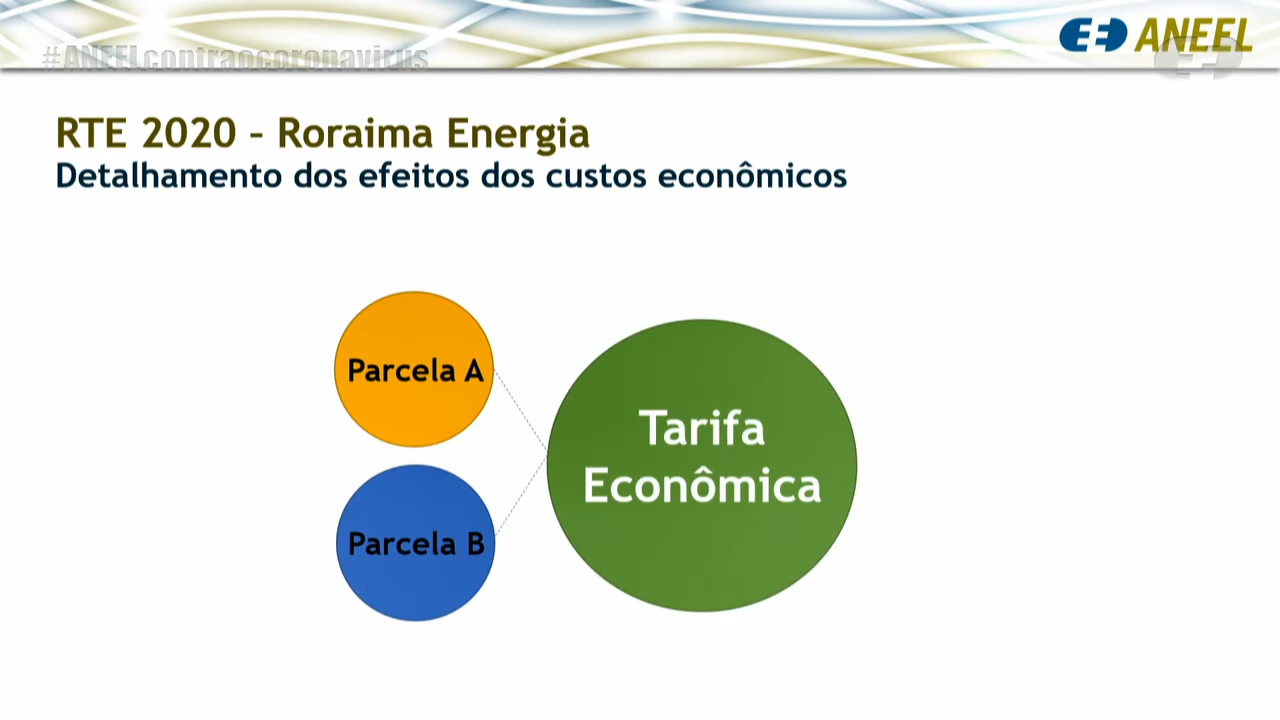 #ANEELcontraocoronavirus
ANEEL
RTE 2020 – Roraima Energia
Detalhamento dos efeitos dos custos econômicos
Parcela A
Tarifa
Econômica
Parcela B